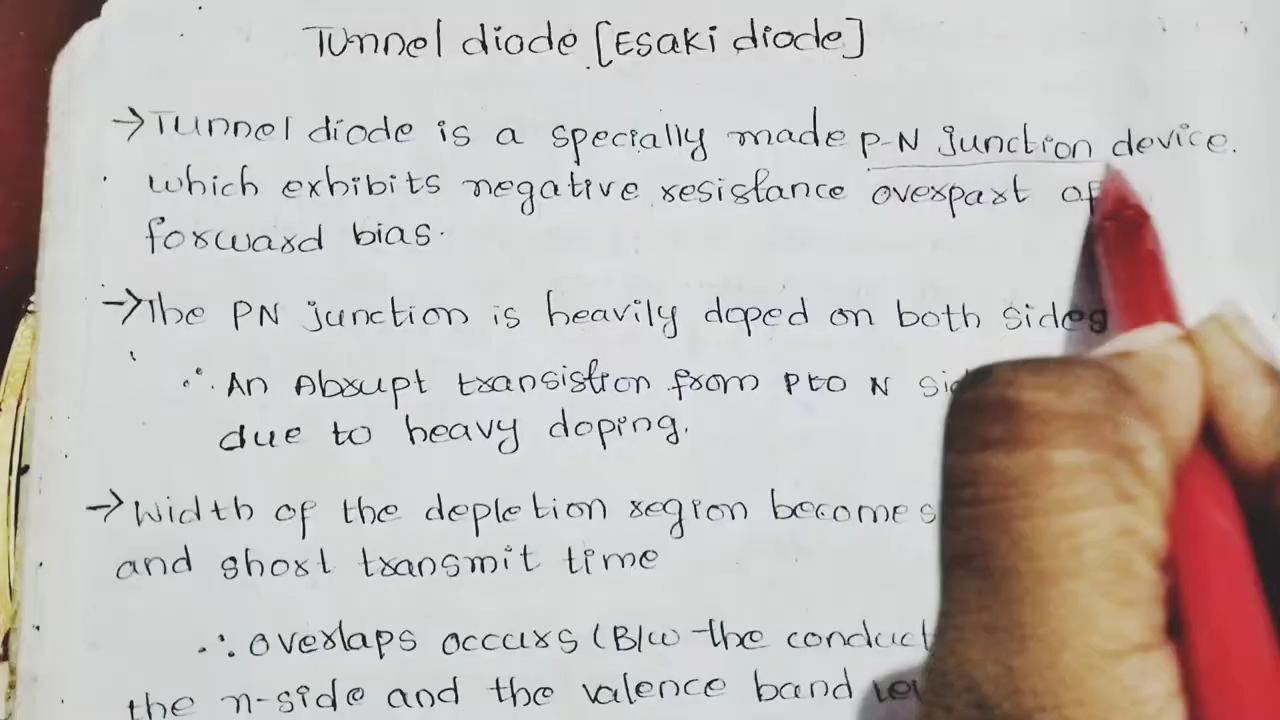 Tunnel diode [Esaki diode]
→Tunnel diode is a specially made P-N junction device.
which exhibits negative resistance overpart of
forward bias.
→The PN junction is heavily doped on both sides
∴ An Abrupt transistion from P to N
due to heavy doping.
→Width of the depletion region becomes
and short transmit time
∴ overlaps occurs (B/w the
the n-side and the valence band